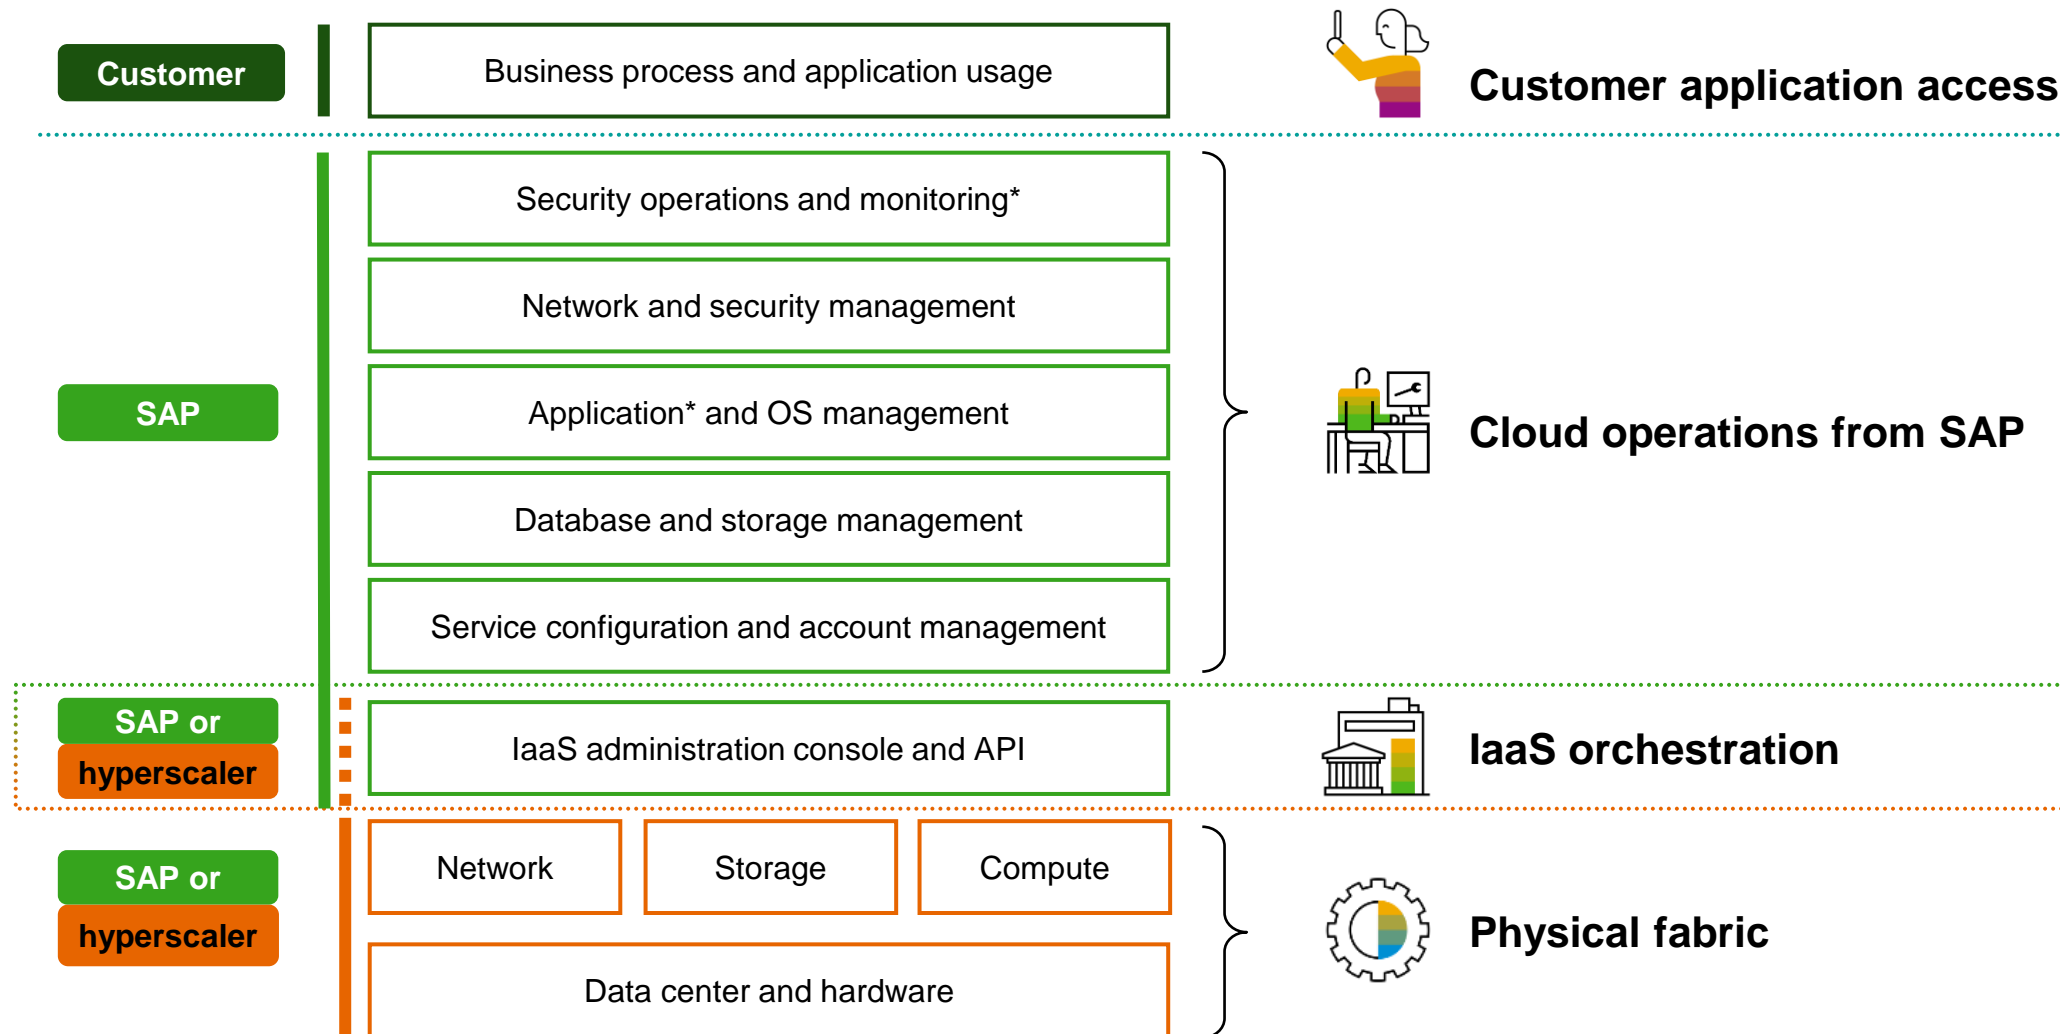 Customer
Business process and application usage
Customer application access
Security operations and monitoring*
Network and security management
SAP
Application* and OS management
Cloud operations from SAP
Database and storage management
Service configuration and account management
SAP or
hyperscaler
IaaS administration console and API
IaaS orchestration
SAP or
hyperscaler
Network
Storage
Compute
Physical fabric
Data center and hardware